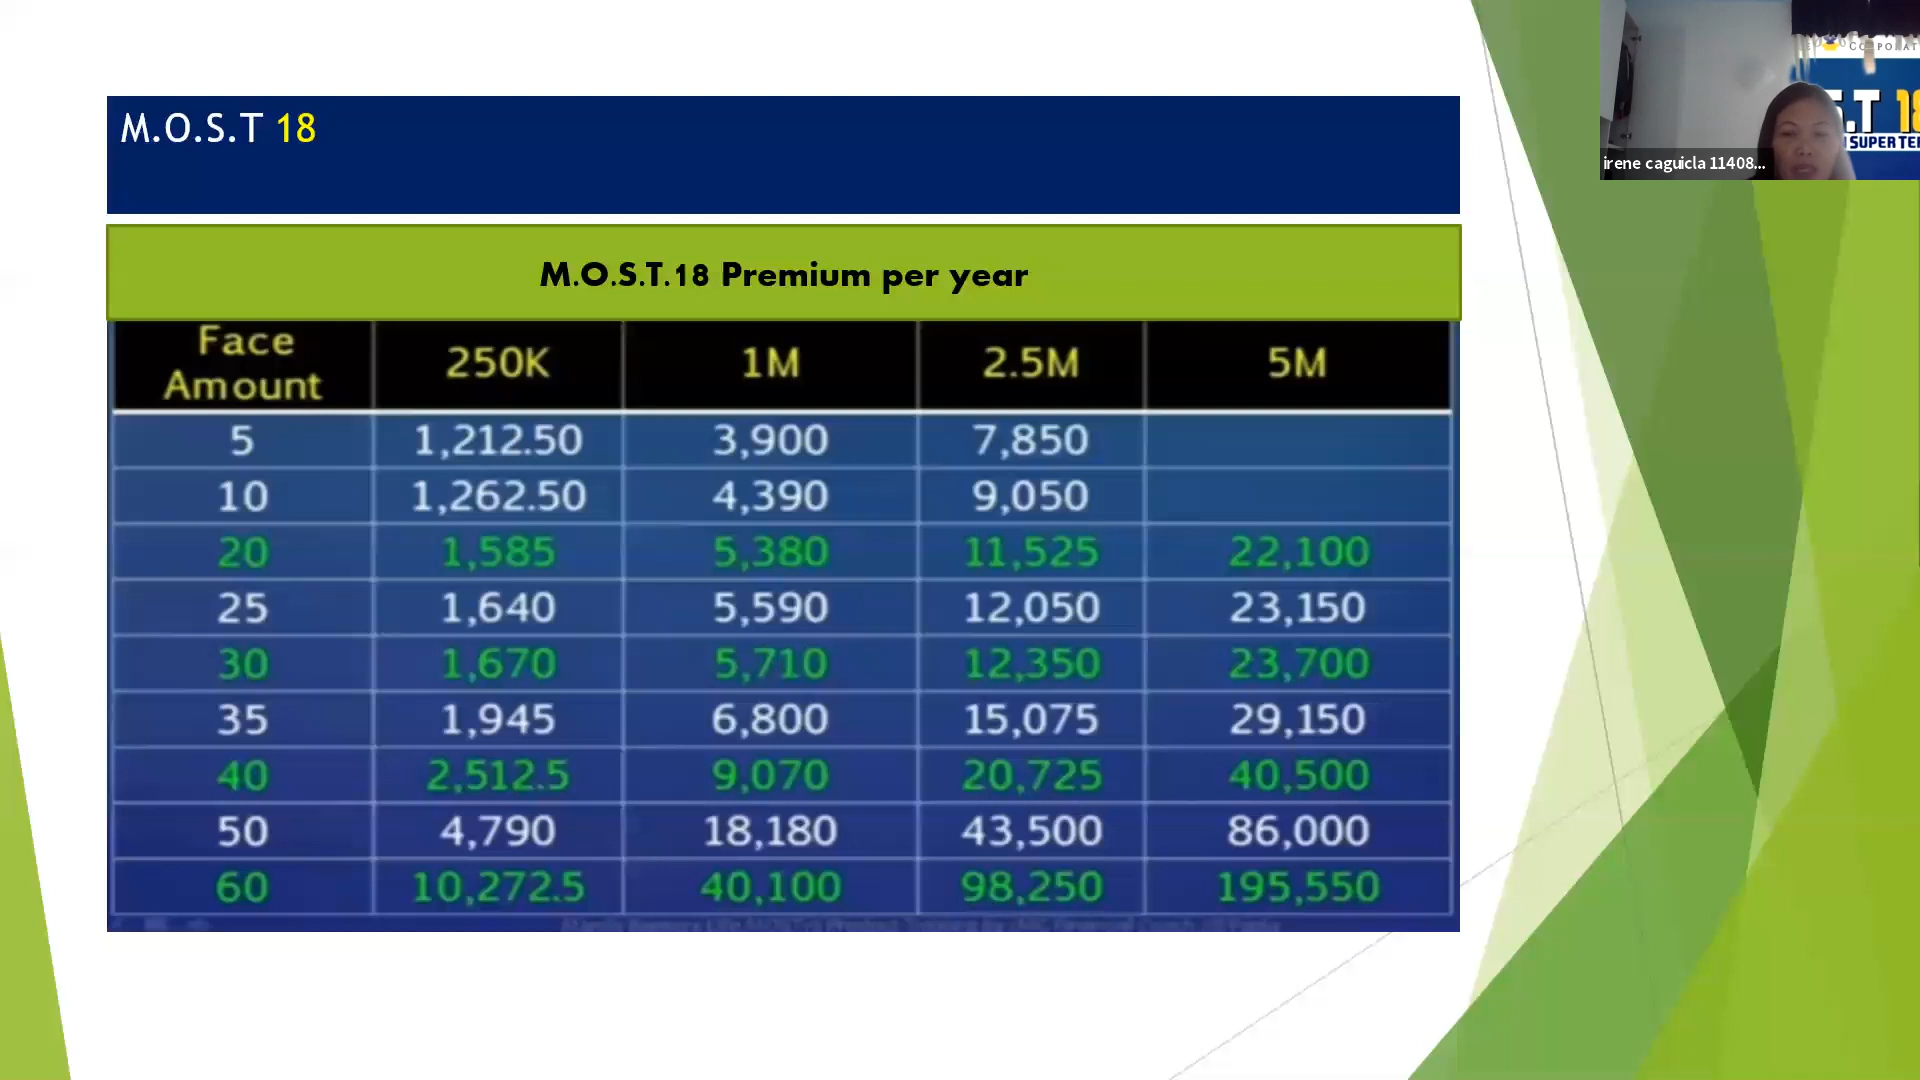 M.O.S.T 18
M.O.S.T.18 Premium per year
Face Amount 250K 1M 2.5M 5M
5 1,212.50 3,900 7,850
10 1,262.50 4,390 9,050
20 1,585 5,380 11,525 22,100
25 1,640 5,590 12,050 23,150
30 1,670 5,710 12,350 23,700
35 1,945 6,800 15,075 29,150
40 2,512.5 9,070 20,725 40,500
50 4,790 18,180 43,500 86,000
60 10,272.5 40,100 98,250 195,550
.T 18
SUPER TE
irene caguicla 11408...